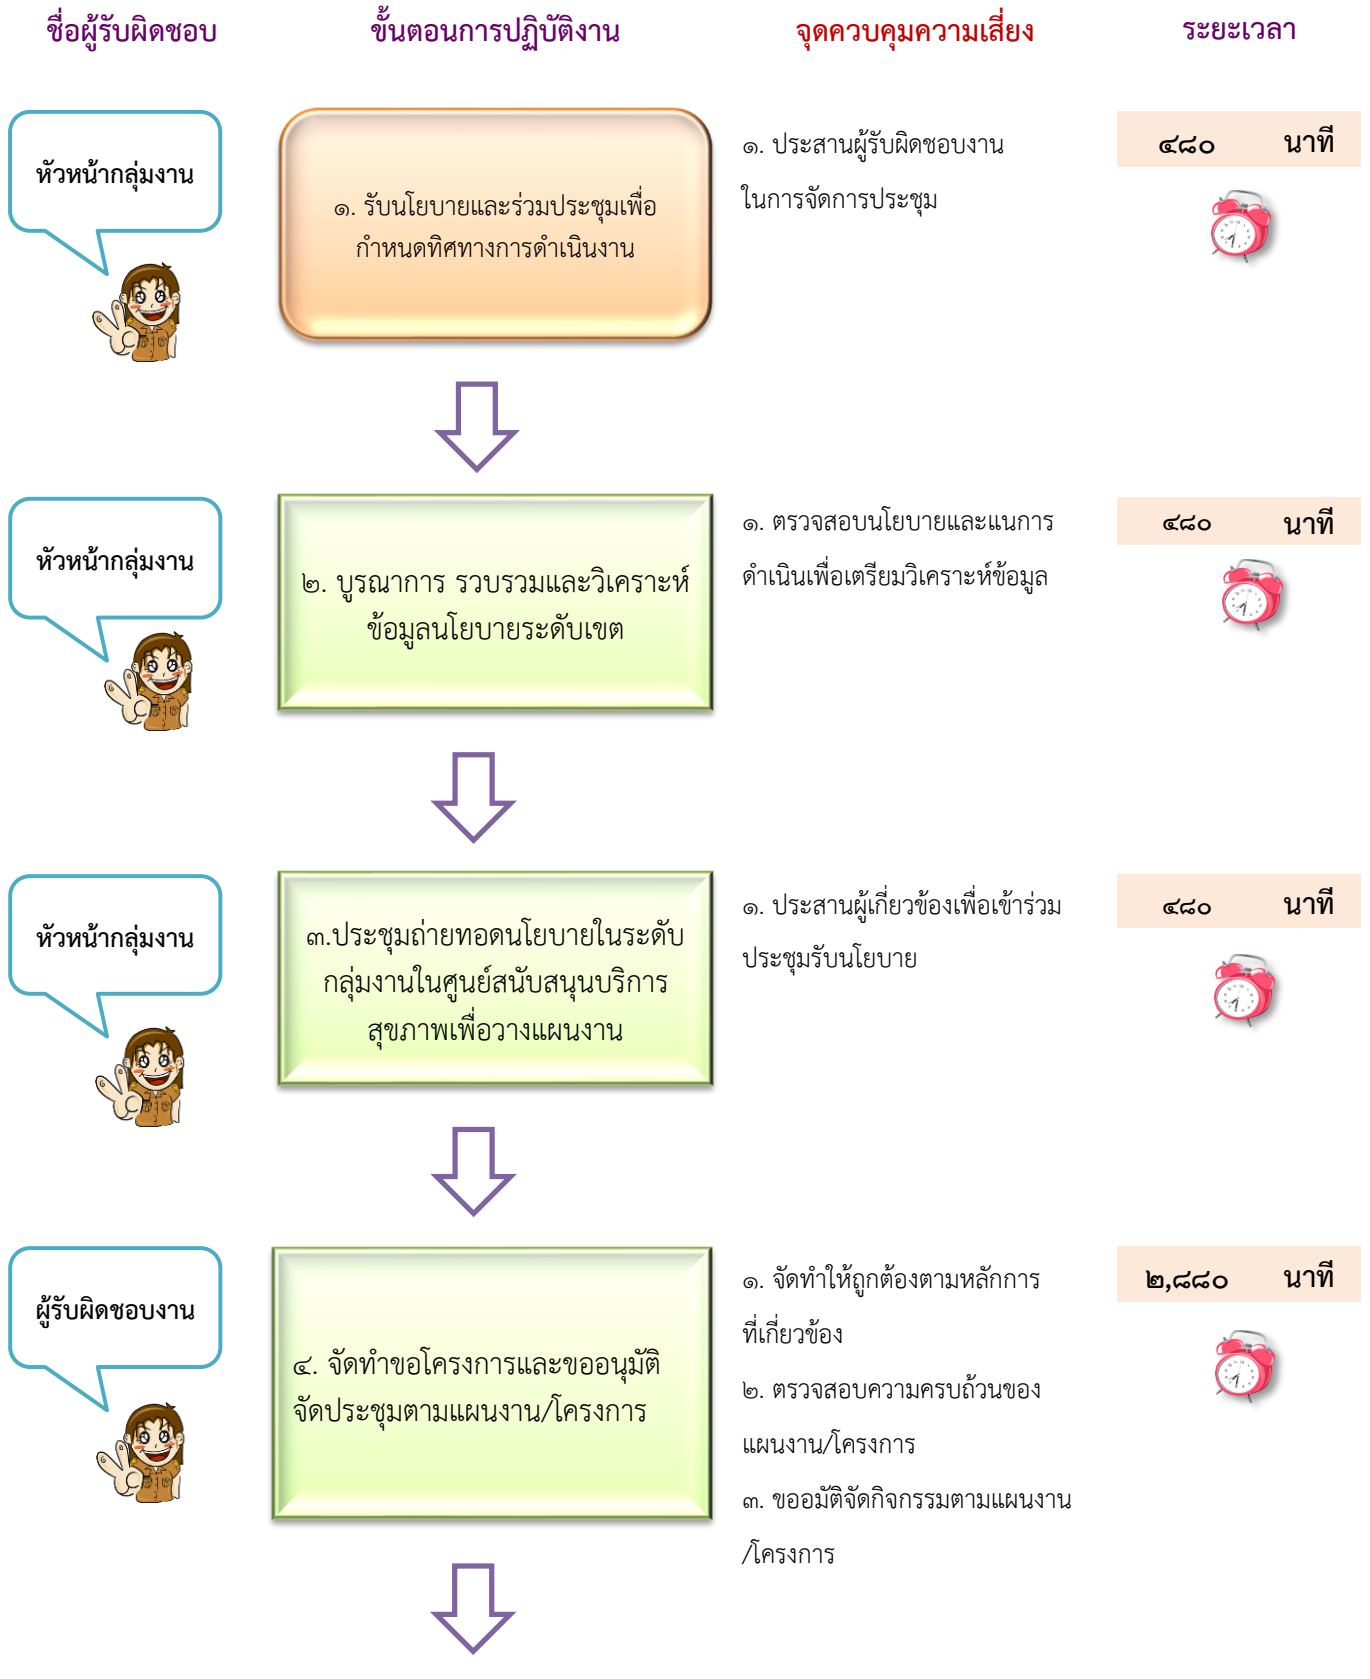 ชื่อผู้รับผิดชอบ
ขั้นตอนการปฏิบัติงาน
จุดควบคุมความเสี่ยง
ระยะเวลา
หัวหน้ากลุ่มงาน
๑. รับนโยบายและร่วมประชุมเพื่อ
กำหนดทิศทางการดำเนินงาน
๑. ประสานผู้รับผิดชอบงาน
ในการจัดการประชุม
๔๘๐ นาที
หัวหน้ากลุ่มงาน
๒. บูรณาการ รวบรวมและวิเคราะห์
ข้อมูลนโยบายระดับเขต
๑. ตรวจสอบนโยบายและแนการ
ดำเนินเพื่อเตรียมวิเคราะห์ข้อมูล
๔๘๐ นาที
หัวหน้ากลุ่มงาน
๓.ประชุมถ่ายทอดนโยบายในระดับ
กลุ่มงานในศูนย์สนับสนุนบริการ
สุขภาพเพื่อวางแผนงาน
๑. ประสานผู้เกี่ยวข้องเพื่อเข้าร่วม
ประชุมรับนโยบาย
๔๘๐ นาที
ผู้รับผิดชอบงาน
๔. จัดทำขอโครงการและขออนุมัติ
จัดประชุมตามแผนงาน/โครงการ
๑. จัดทำให้ถูกต้องตามหลักการ
ที่เกี่ยวข้อง
๒. ตรวจสอบความครบถ้วนของ
แผนงาน/โครงการ
๓. ขออมัติจัดกิจกรรมตามแผนงาน
/โครงการ
๒,๘๘๐ นาที